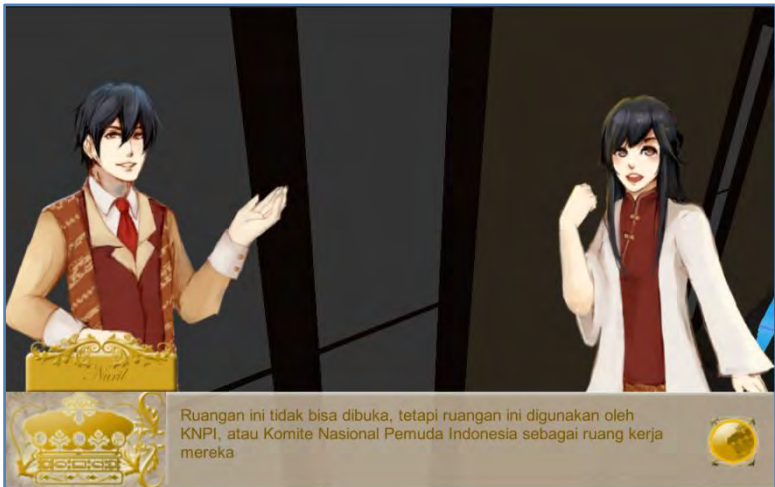 Nuril
Ruangan ini tidak bisa dibuka, tetapi ruangan ini digunakan oleh
KNPI, atau Komite Nasional Pemuda Indonesia sebagai ruang kerja
mereka